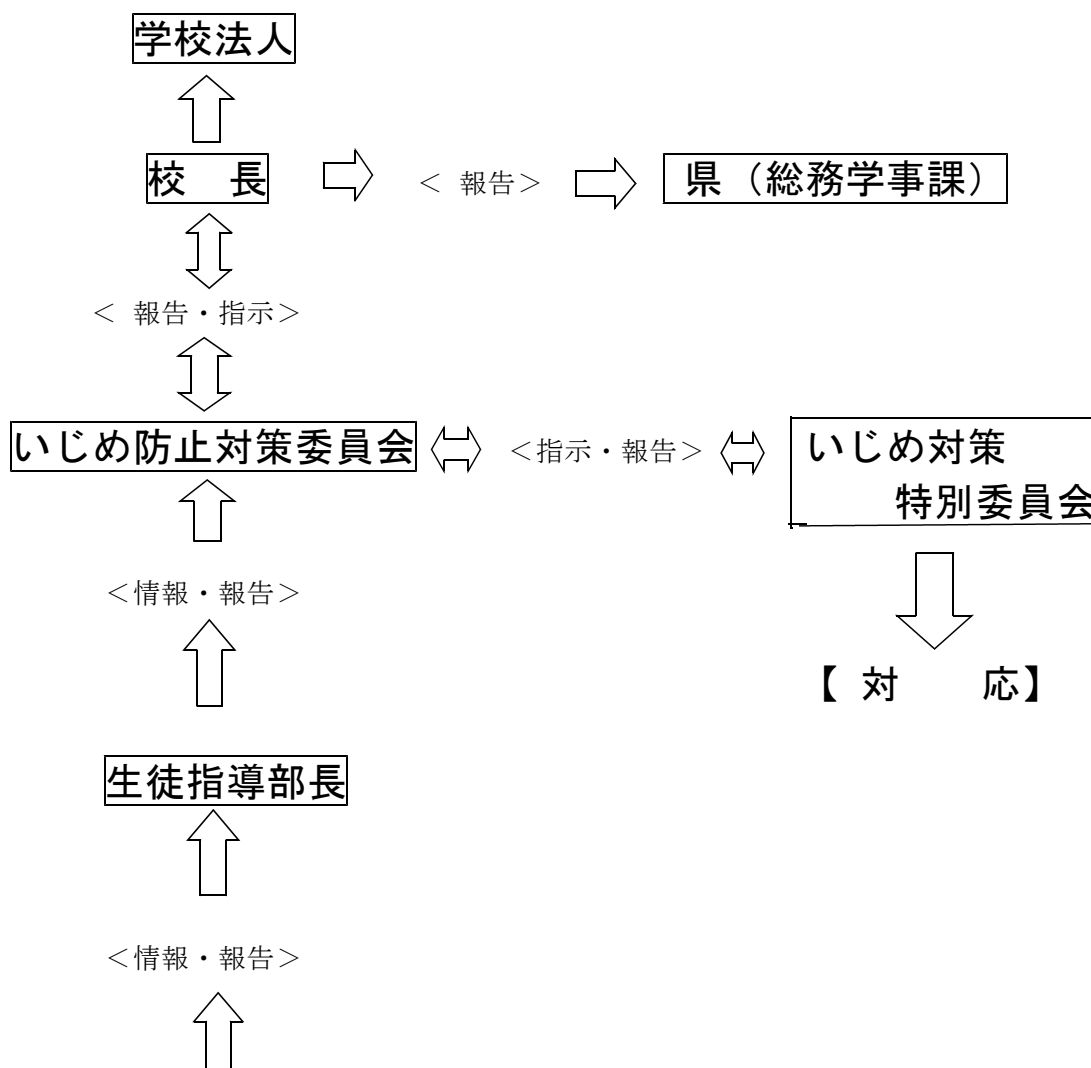 学校法人
校　長
< 報告>
県（総務学事課）
< 報告・指示>
いじめ防止対策委員会
<指示・報告>
いじめ対策
特別委員会
<情報・報告>
【 対　　応】
生徒指導部長
<情報・報告>